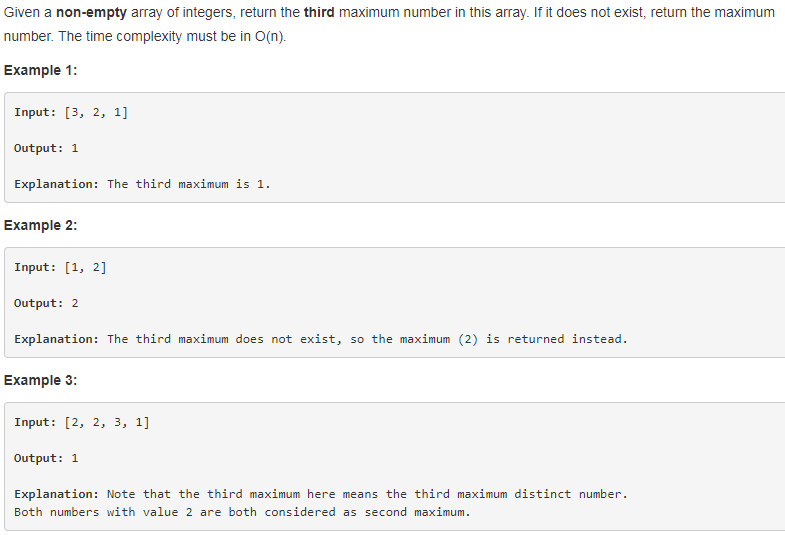 Given a non-empty array of integers, return the third maximum number in this array. If it does not exist, return the maximum
number. The time complexity must be in O(n).
Example 1:
Input: [3, 2, 1]
Output: 1
Explanation: The third maximum is 1.
Example 2:
Input: [1, 2]
Output: 2
Explanation: The third maximum does not exist, so the maximum (2) is returned instead.
Example 3:
Input: [2, 2, 3, 1]
Output: 1
Explanation: Note that the third maximum here means the third maximum distinct number.
Both numbers with value 2 are both considered as second maximum.